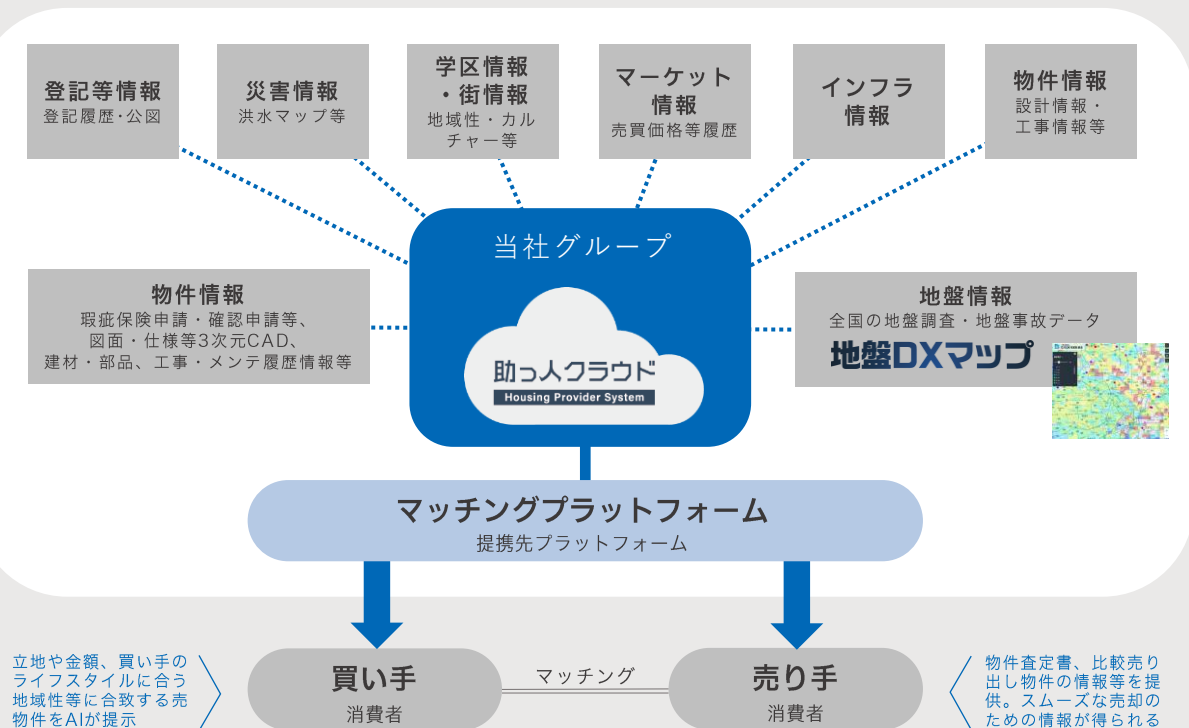 登記等情報
登記履歴・公図
災害情報
洪水マップ等
学区情報
・街情報
地域性・カル
チャー等
マーケット
情報
売買価格等履歴
インフラ
情報
物件情報
設計情報・
工事情報等
当社グループ
助っ人クラウド
Housing Provider System
物件情報
瑕疵保険申請・確認申請等、
図面・仕様等3次元CAD、
建材・部品、工事・メンテ履歴情報等
地盤情報
全国の地盤調査・地盤事故データ
地盤DXマップ
マッチングプラットフォーム
提携先プラットフォーム
立地や金額、買い手の
ライフスタイルに合う
地域性等に合致する売
物件をAIが提示
買い手
消費者
マッチング
売り手
消費者
物件査定書、比較売り
出し物件の情報等を提
供。スムーズな売却の
ための情報が得られる